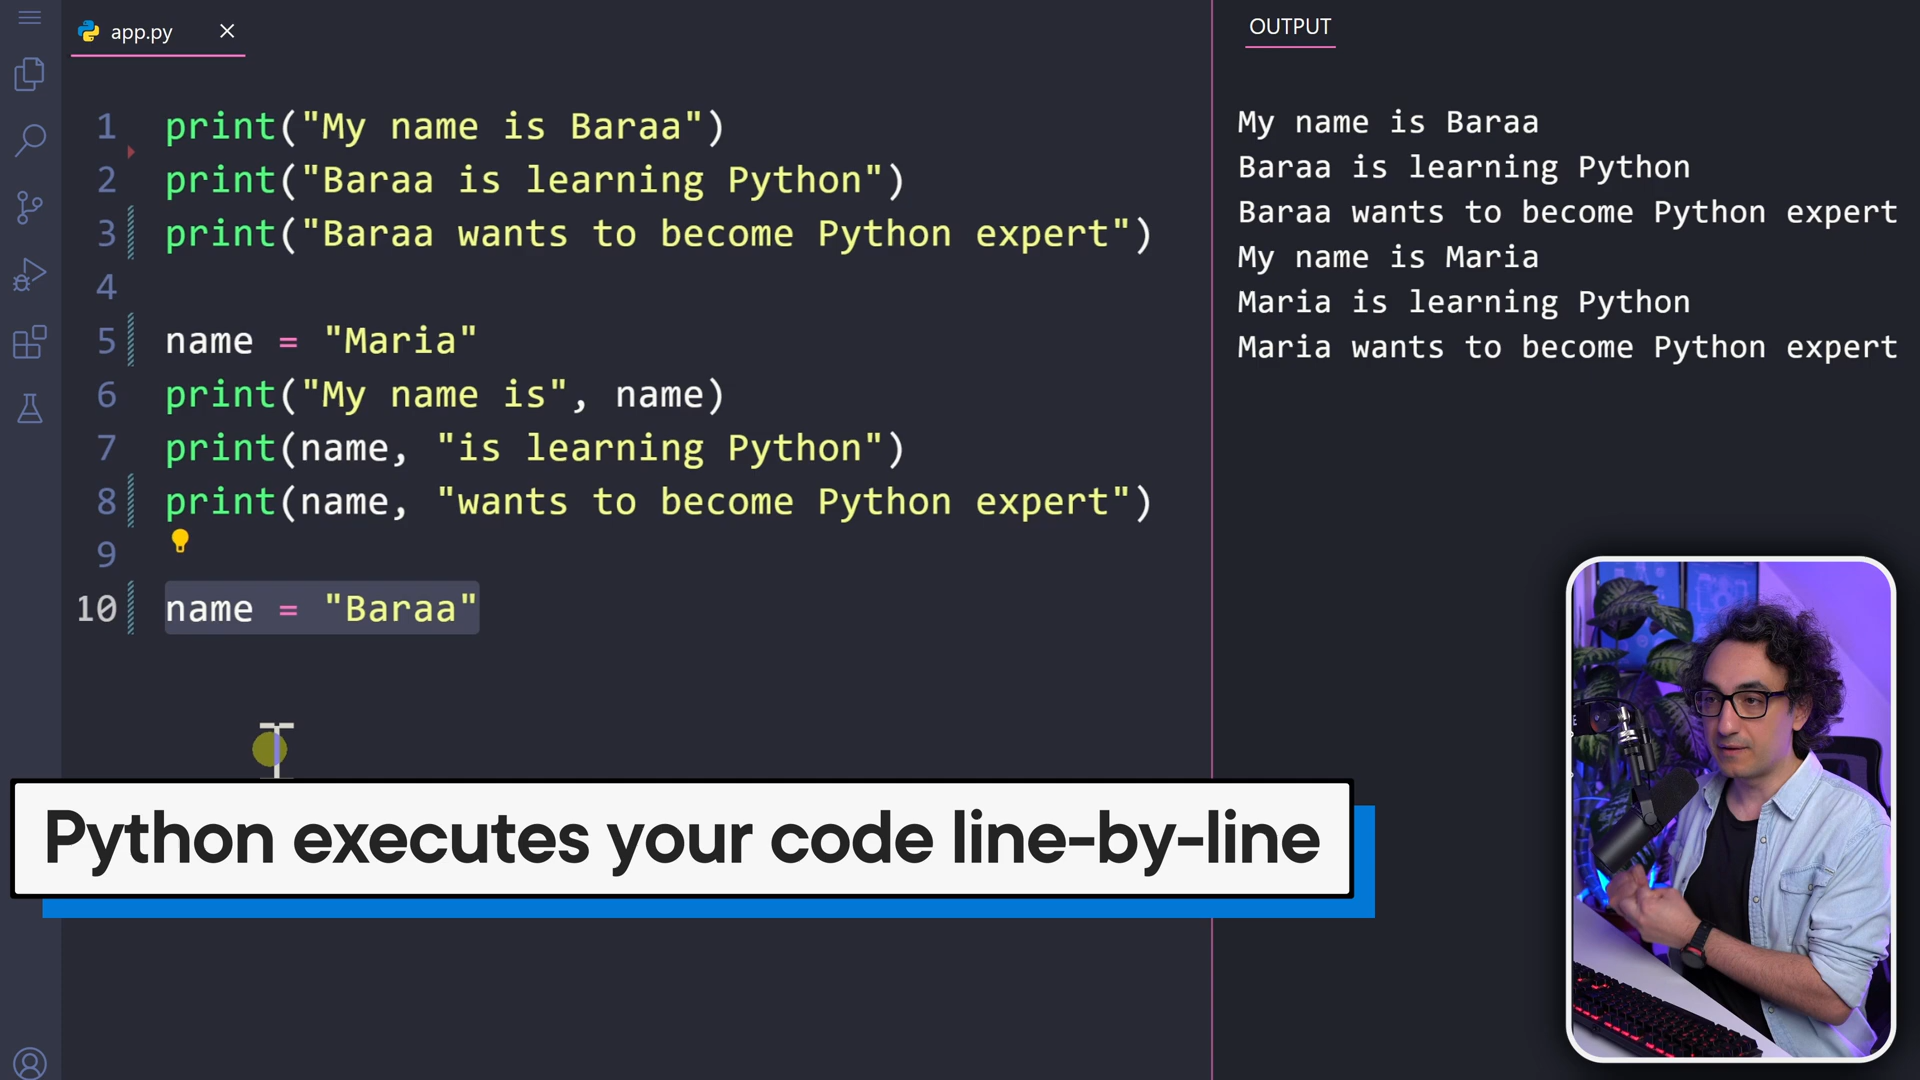 app.py
OUTPUT
1 print("My name is Baraa")
2 print("Baraa is learning Python")
3 print("Baraa wants to become Python expert")
4
5 name = "Maria"
6 print("My name is", name)
7 print(name, "is learning Python")
8 print(name, "wants to become Python expert")
9
10 name = "Baraa"
My name is Baraa
Baraa is learning Python
Baraa wants to become Python expert
My name is Maria
Maria is learning Python
Maria wants to become Python expert
Python executes your code line-by-line